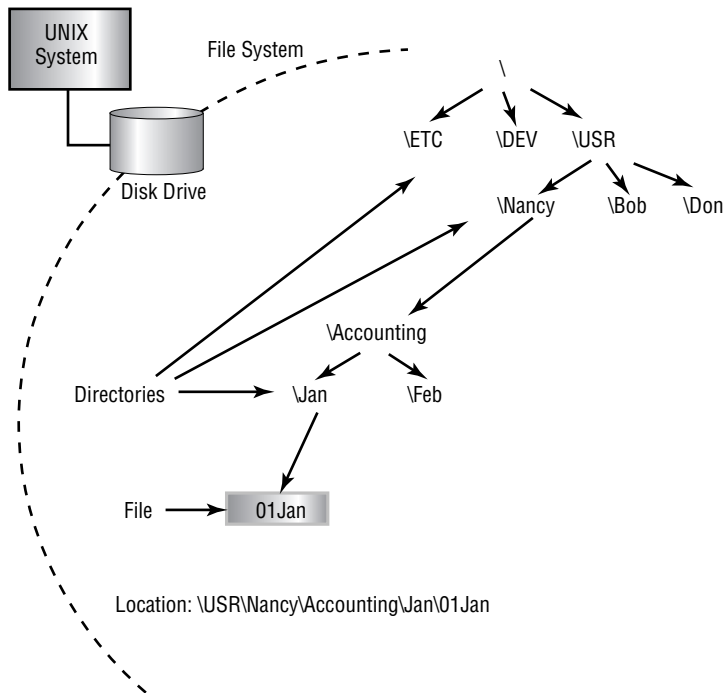 UNIX
System
File System
Disk Drive
\
\ETC
\DEV
\USR
\Nancy
\Bob
\Don
\Accounting
Directories
\Jan
\Feb
File
01Jan
Location: \USR\Nancy\Accounting\Jan\01Jan